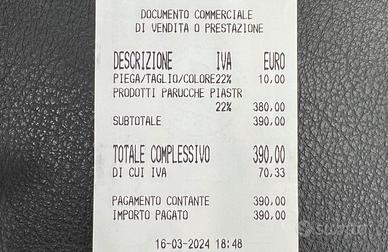 DOCUMENTO COMMERCIALE
DI VENDITA O PRESTAZIONE
DESCRIZIONE IVA EURO
PIEGA/TAGLIO/COLORE22% 10,00
PRODOTTI PARUCCHE PIASTR
22% 380,00
SUBTOTALE 390,00
TOTALE COMPLESSIVO 390,00
DI CUI IVA 70,33
PAGAMENTO CONTANTE 390,00
IMPORTO PAGATO 390,00
16-03-2024 18:48
subito